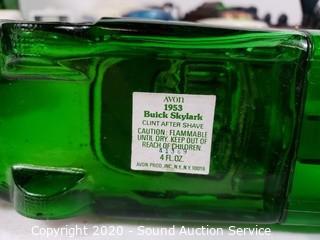 AVON
1953
Buick Skylark
CLINT AFTER SHAVE
CAUTION: FLAMMABLE
UNTIL DRY. KEEP OUT OF
REACH OF CHILDREN
4 FL. OZ.
AVON PROD., INC., N.Y., N.Y. 10019
Copyright 2020 - Sound Auction Service